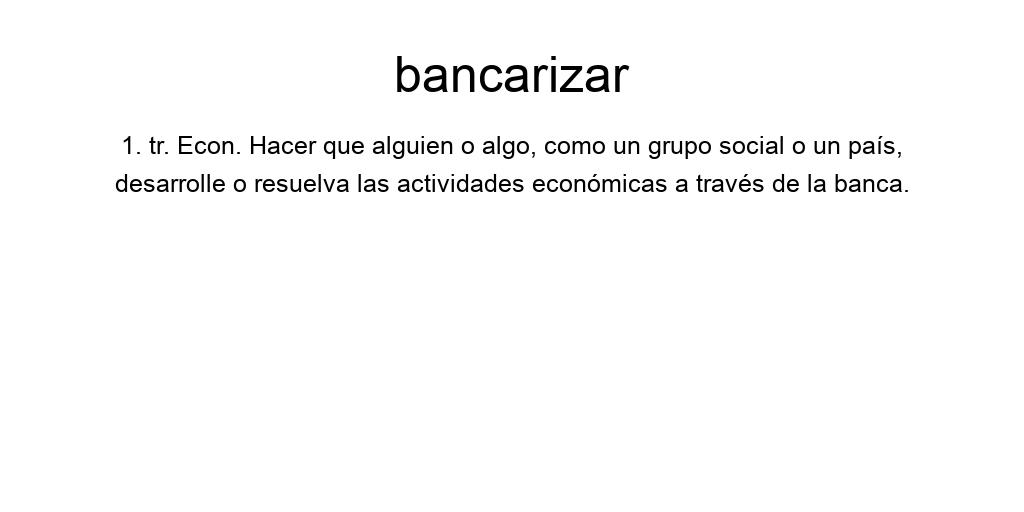 bancarizar
1. tr. Econ. Hacer que alguien o algo, como un grupo social o un país,
desarrolle o resuelva las actividades económicas a través de la banca.